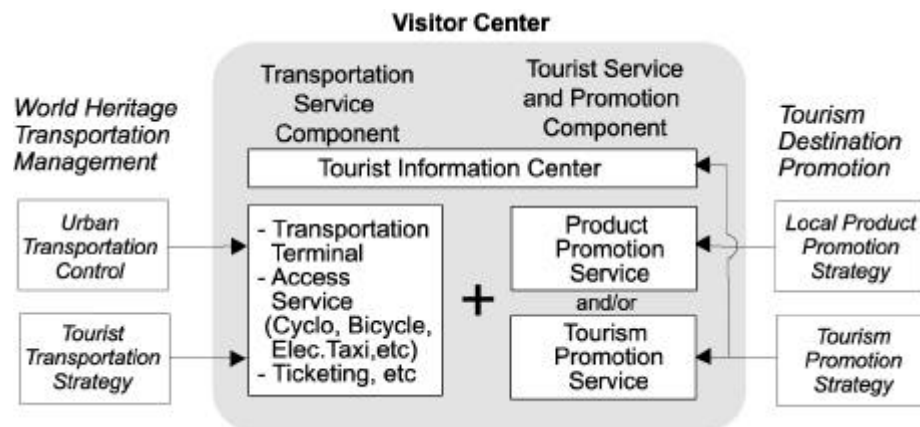 Visitor Center
Transportation
Service
Component
Tourist Service
and Promotion
Component
World Heritage
Transportation
Management
Tourism
Destination
Promotion
Tourist Information Center
Urban
Transportation
Control
Tourist
Transportation
Strategy
- Transportation
Terminal
- Access
Service
(Cyclo, Bicycle,
Elec.Taxi,etc)
- Ticketing, etc
+
Product
Promotion
Service
and/or
Tourism
Promotion
Service
Local Product
Promotion
Strategy
Tourism
Promotion
Strategy